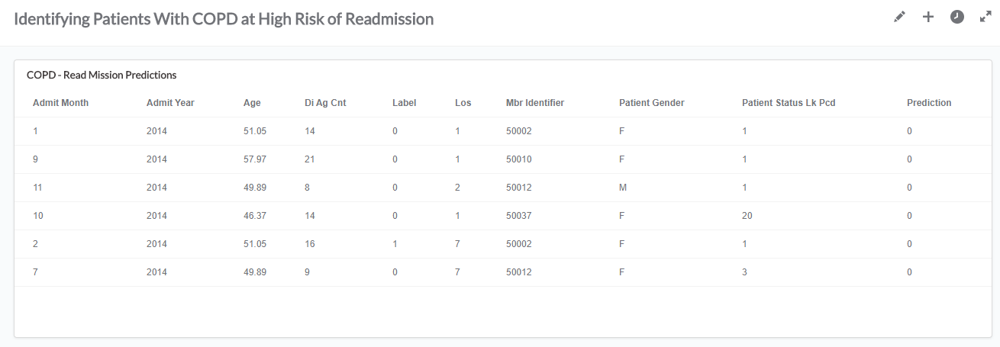 Identifying Patients With COPD at High Risk of Readmission
COPD - Read Mission Predictions
Admit Month Admit Year Age Di Ag Cnt Label Los Mbr Identifier Patient Gender Patient Status Lk Pcd Prediction
1 2014 51.05 14 0 1 50002 F 1 0
9 2014 57.97 21 0 1 50010 F 1 0
11 2014 49.89 8 0 2 50012 M 1 0
10 2014 46.37 14 0 1 50037 F 20 0
2 2014 51.05 16 1 7 50002 F 1 0
7 2014 49.89 9 0 7 50012 F 3 0